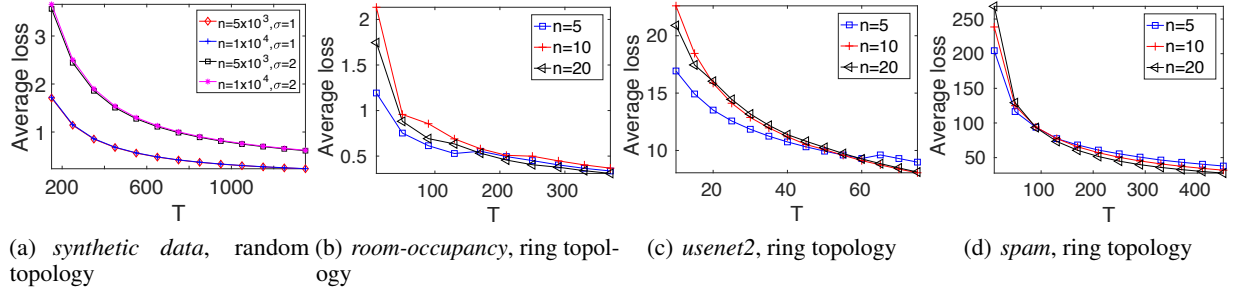 Average loss
3
2
1
200
600
1000
T
n=5x10³,σ=1
n=1x10⁴,σ=1
n=5x10³,σ=2
n=1x10⁴,σ=2
Average loss
2
1.5
1
0.5
100
200
300
T
n=5
n=10
n=20
Average loss
20
15
10
20
40
60
T
n=5
n=10
n=20
Average loss
250
200
150
100
50
100
200
300
400
T
n=5
n=10
n=20
(a) synthetic data, random
topology
(b) room-occupancy, ring topol-
ogy
(c) usenet2, ring topology
(d) spam, ring topology